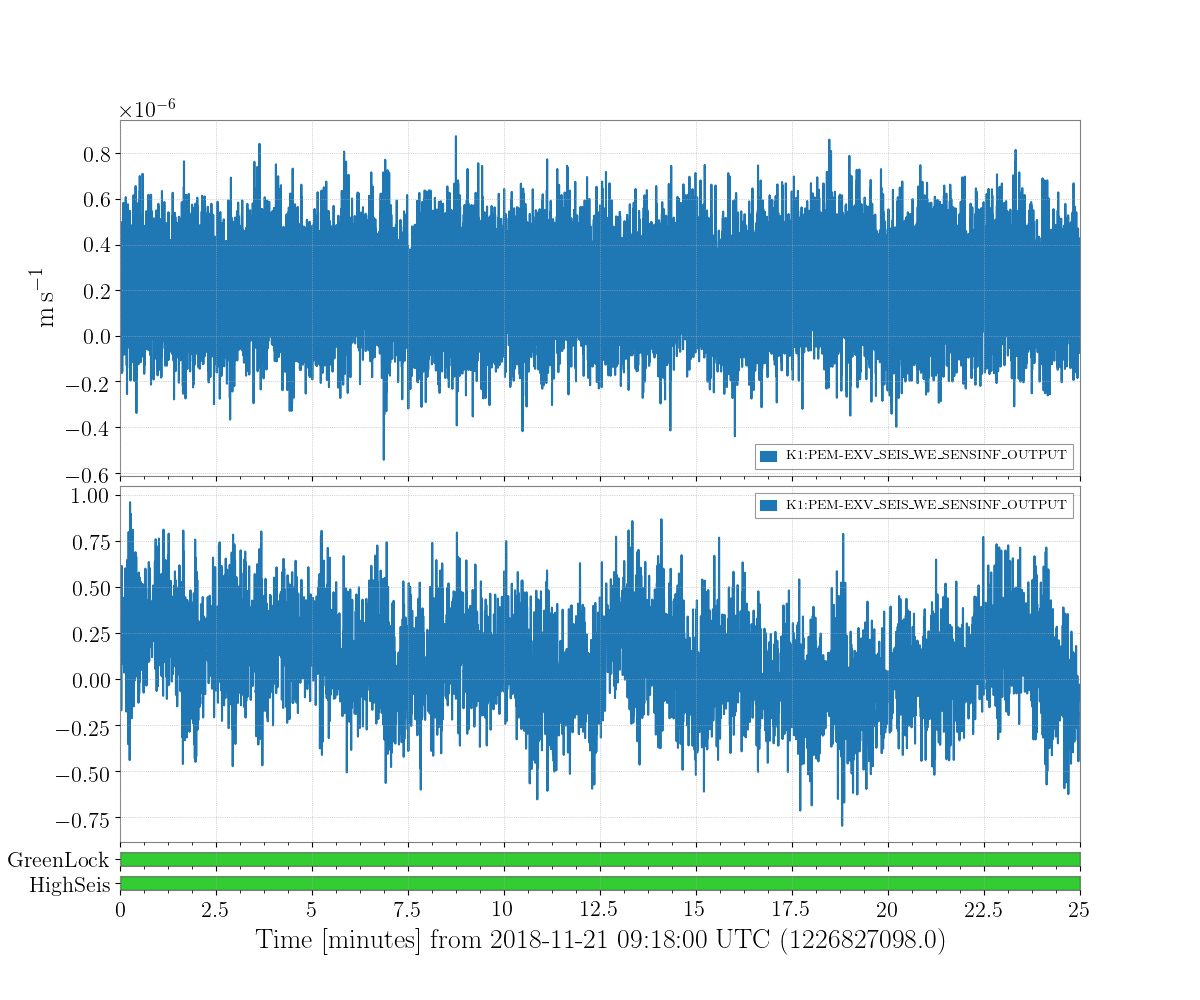 ×10⁻⁶
0.8
0.6
0.4
0.2
0.0
−0.2
−0.4
−0.6
m s⁻¹
K1:PEM-EXV_SEIS_WE_SENSINF_OUTPUT
1.00
0.75
0.50
0.25
0.00
−0.25
−0.50
−0.75
K1:PEM-EXV_SEIS_WE_SENSINF_OUTPUT
GreenLock
HighSeis
0 2.5 5 7.5 10 12.5 15 17.5 20 22.5 25
Time [minutes] from 2018-11-21 09:18:00 UTC (1226827098.0)